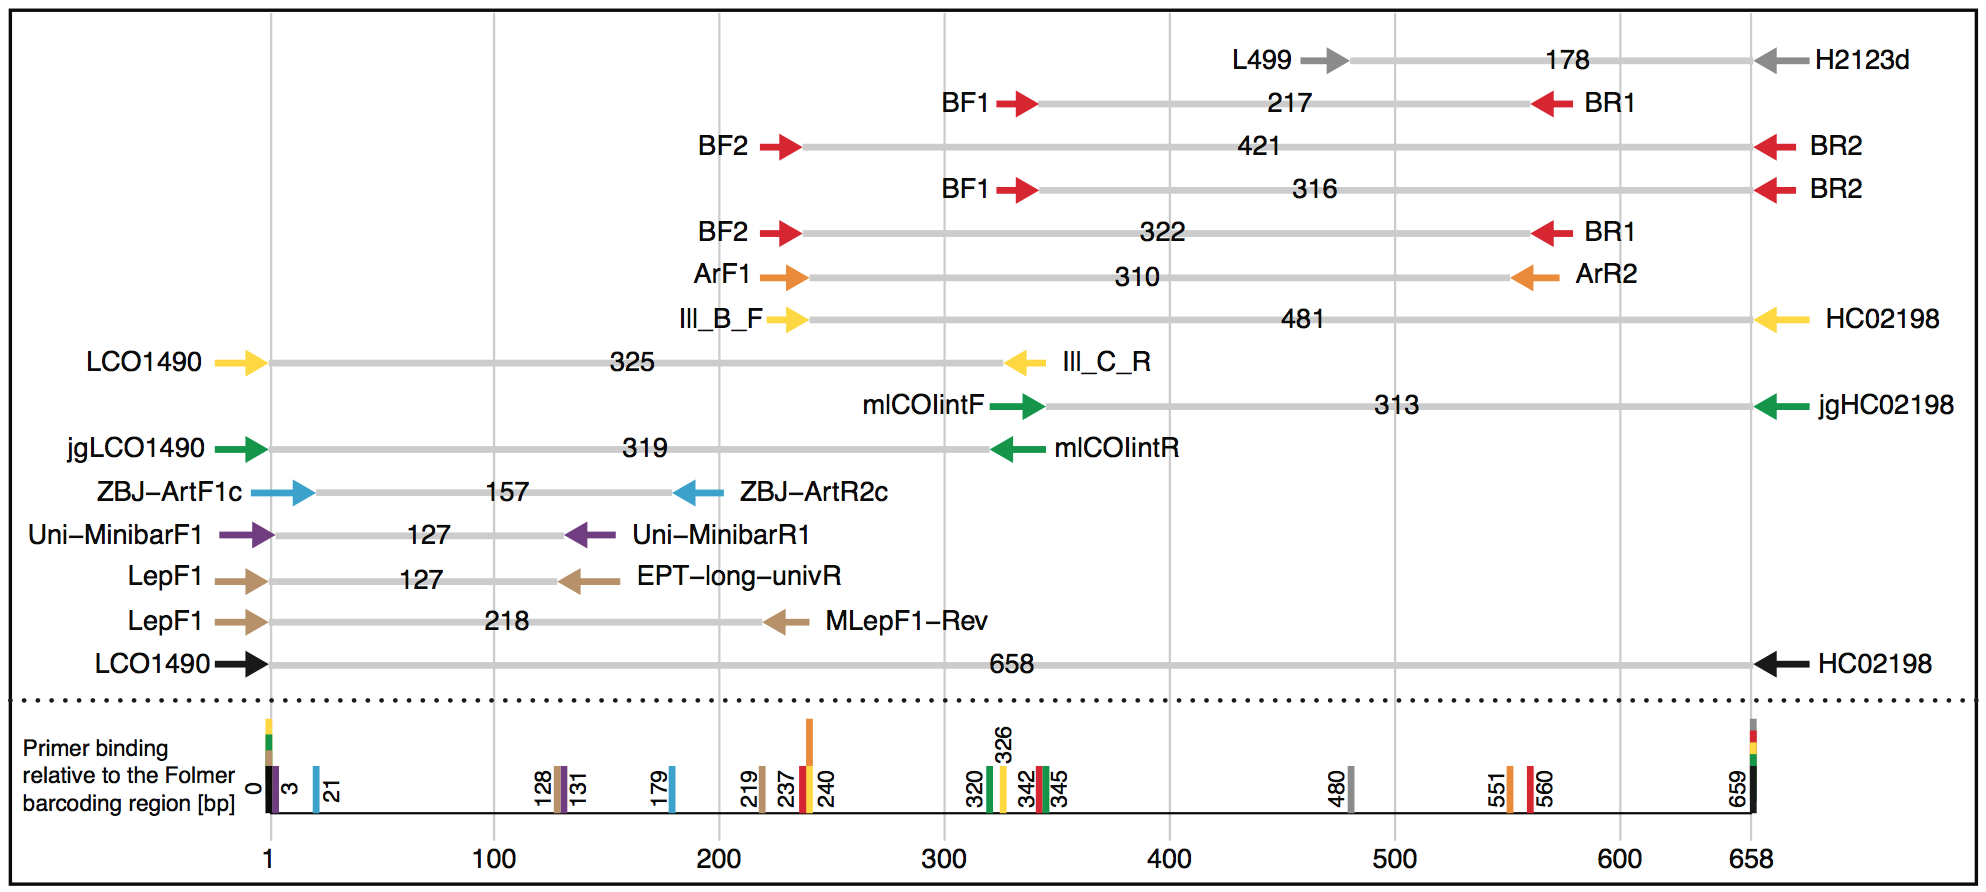 L499 178 H2123d
BF1 217 BR1
BF2 421 BR2
BF1 316 BR2
BF2 322 BR1
ArF1 310 ArR2
Ill_B_F 481 HC02198
LCO1490 325 Ill_C_R
mlCOIintF 313 jgHC02198
jgLCO1490 319 mlCOIintR
ZBJ–ArtF1c 157 ZBJ–ArtR2c
Uni–MinibarF1 127 Uni–MinibarR1
LepF1 127 EPT–long–univR
LepF1 218 MLepF1–Rev
LCO1490 658 HC02198
Primer binding
relative to the Folmer
barcoding region [bp]
0 3 21 128 131 179 219 237 240 320 326 342 345 480 551 560 659
1 100 200 300 400 500 600 658